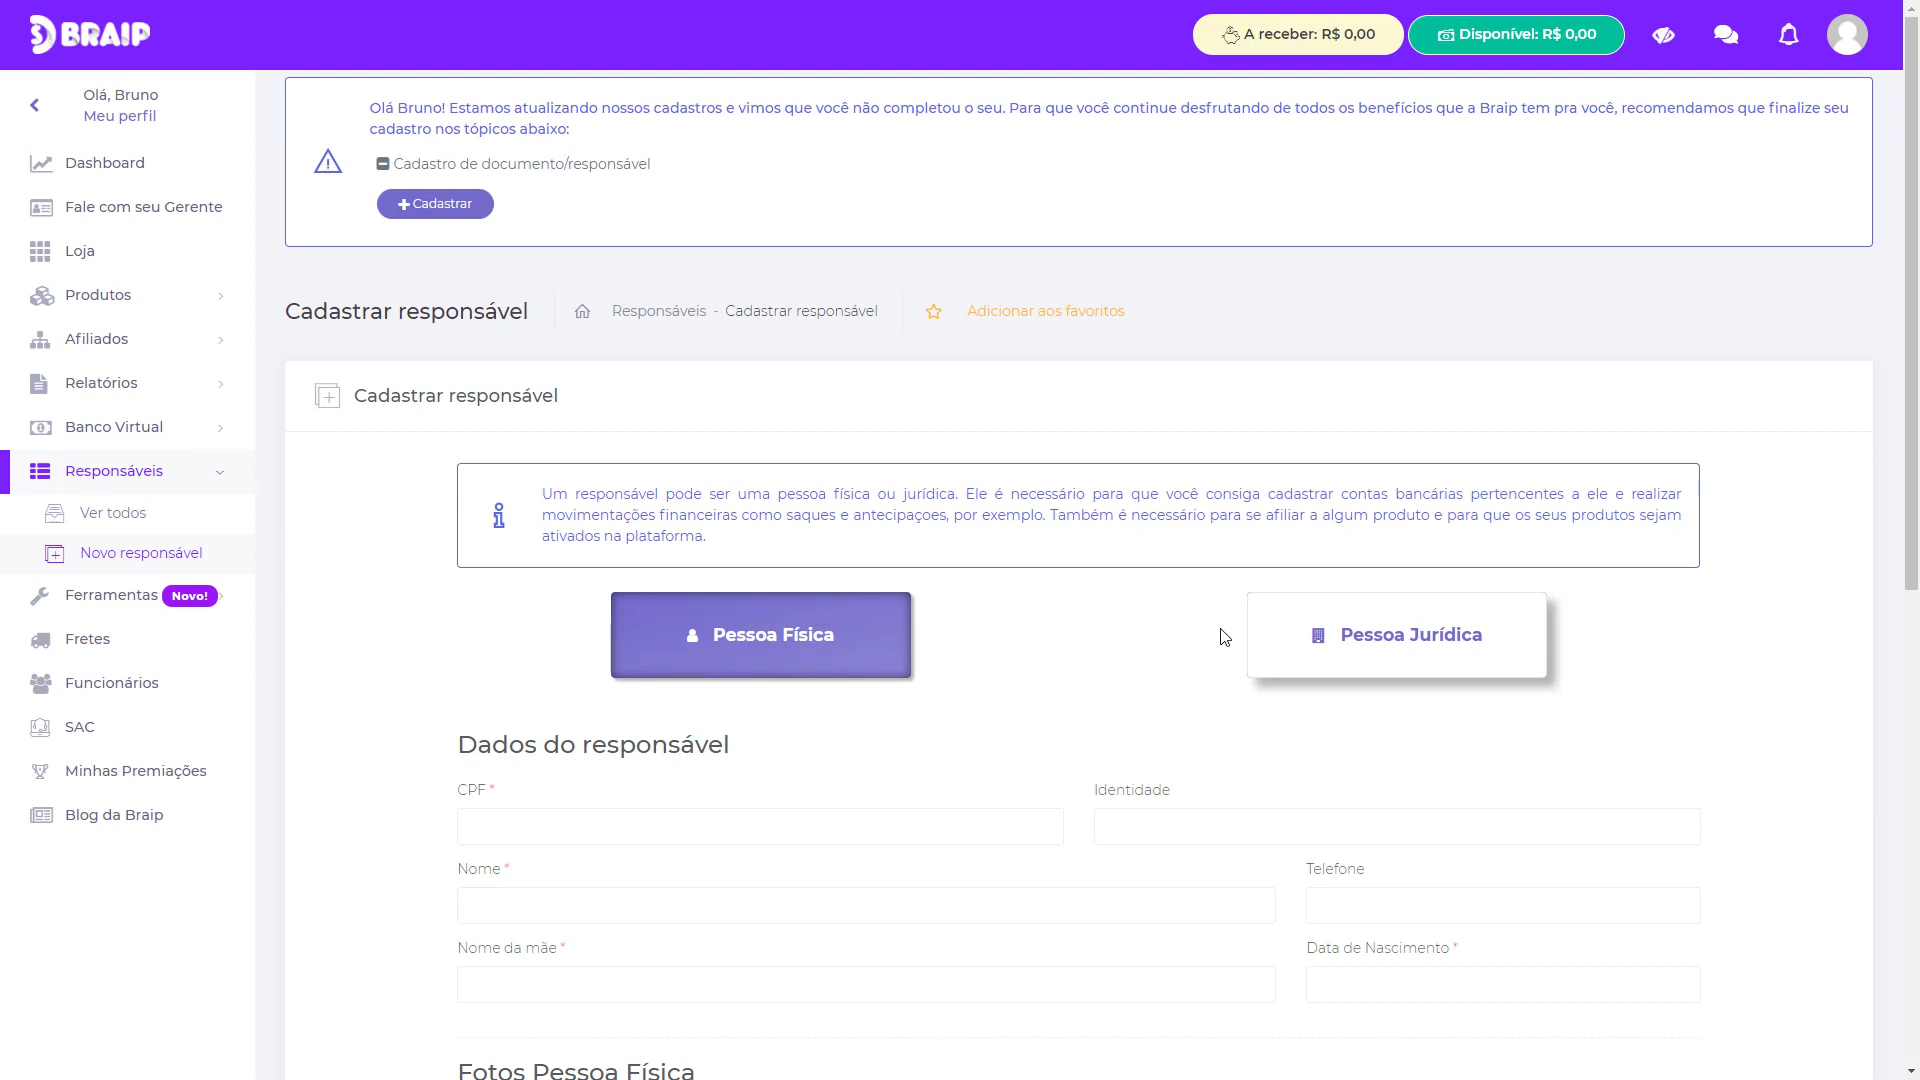 BRAIP
A receber: R$ 0,00
Disponível: R$ 0,00
Olá, Bruno
Meu perfil
Dashboard
Fale com seu Gerente
Loja
Produtos
Afiliados
Relatórios
Banco Virtual
Responsáveis
Ver todos
Novo responsável
Ferramentas Novo!
Fretes
Funcionários
SAC
Minhas Premiações
Blog da Braip
Olá Bruno! Estamos atualizando nossos cadastros e vimos que você não completou o seu. Para que você continue desfrutando de todos os benefícios que a Braip tem pra você, recomendamos que finalize seu
cadastro nos tópicos abaixo:
Cadastro de documento/responsável
Cadastrar
Cadastrar responsável
Responsáveis - Cadastrar responsável
Adicionar aos favoritos
Cadastrar responsável
Um responsável pode ser uma pessoa física ou jurídica. Ele é necessário para que você consiga cadastrar contas bancárias pertencentes a ele e realizar
movimentações financeiras como saques e antecipaçoes, por exemplo. Também é necessário para se afiliar a algum produto e para que os seus produtos sejam
ativados na plataforma.
Pessoa Física
Pessoa Jurídica
Dados do responsável
CPF *
Identidade
Nome *
Telefone
Nome da mãe *
Data de Nascimento *
Fotos Pessoa Física